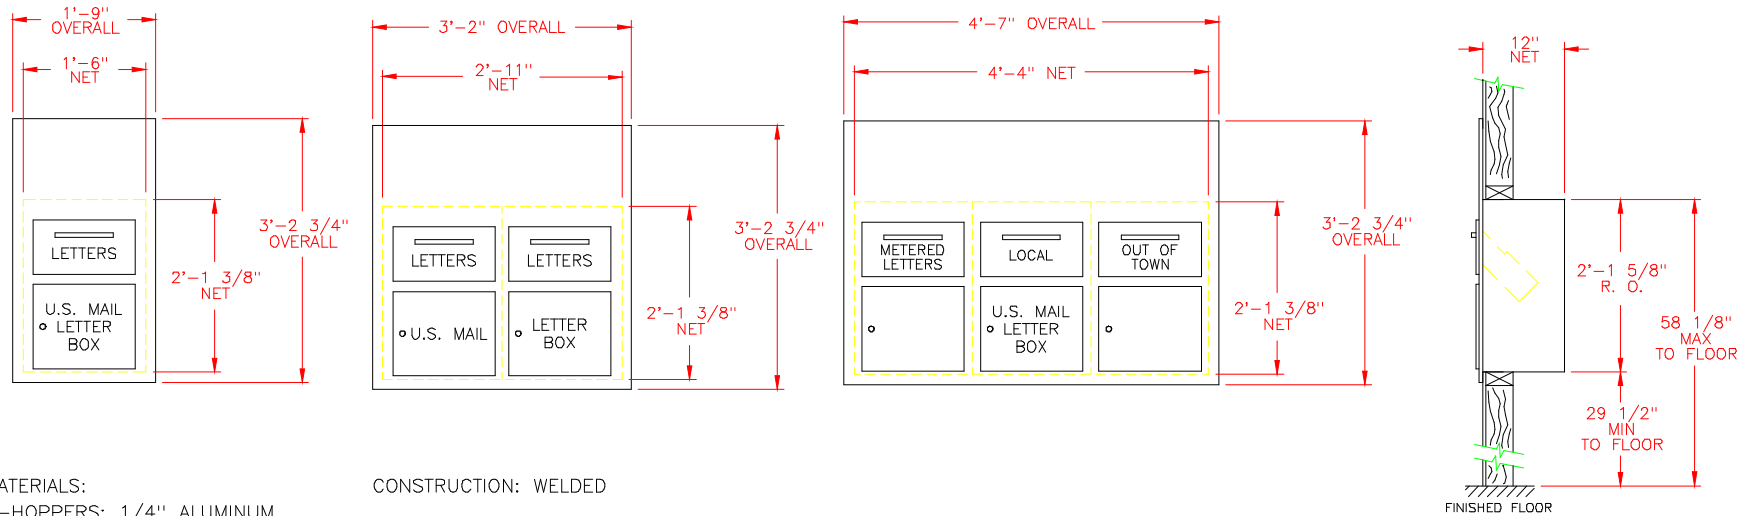 1'-9"
OVERALL
1'-6"
NET
3'-2 3/4"
OVERALL
2'-1 3/8"
NET
LETTERS
U.S. MAIL
LETTER
BOX
3'-2" OVERALL
2'-11"
NET
3'-2 3/4"
OVERALL
2'-1 3/8"
NET
LETTERS
LETTERS
U.S. MAIL
LETTER
BOX
4'-7" OVERALL
4'-4" NET
3'-2 3/4"
OVERALL
2'-1 3/8"
NET
METERED
LETTERS
LOCAL
OUT OF
TOWN
U.S. MAIL
LETTER
BOX
12"
NET
2'-1 5/8"
R. O.
58 1/8"
MAX
TO FLOOR
29 1/2"
MIN
TO FLOOR
FINISHED FLOOR
ATERIALS:
-HOPPERS: 1/4" ALUMINUM
CONSTRUCTION: WELDED